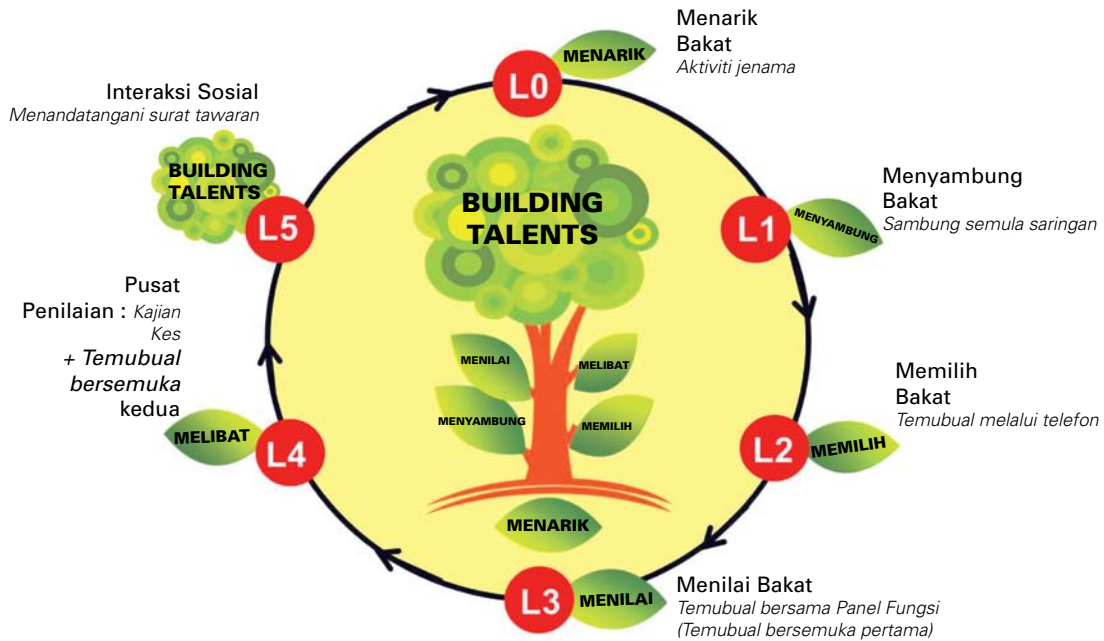 Menarik
Bakat
Aktiviti jenama
MENARIK
L0
Menyambung
Bakat
Sambung semula saringan
MENYAMBUNG
L1
Memilih
Bakat
Temubual melalui telefon
MEMILIH
L2
Menilai Bakat
Temubual bersama Panel Fungsi
(Temubual bersemuka pertama)
MENILAI
L3
Pusat
Penilaian : Kajian
Kes
+ Temubual
bersemuka
kedua
MELIBAT
L4
Interaksi Sosial
Menandatangani surat tawaran
BUILDING
TALENTS
L5
BUILDING
TALENTS
MENILAI
MELIBAT
MENYAMBUNG
MEMILIH
MENARIK